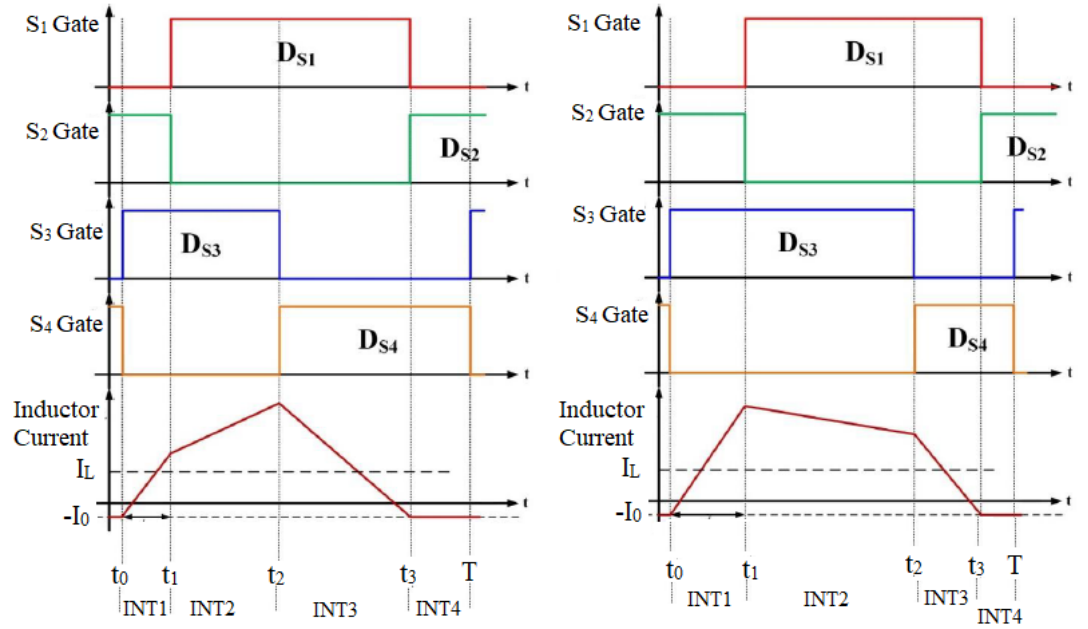 S1 Gate
DS1
t
S2 Gate
DS2
t
S3 Gate
DS3
t
S4 Gate
DS4
t
Inductor
Current
IL
t
-I0
t0 t1 t2 t3 T
INT1 INT2 INT3 INT4
S1 Gate
DS1
t
S2 Gate
DS2
t
S3 Gate
DS3
t
S4 Gate
DS4
t
Inductor
Current
IL
t
-I0
t0 t1 t2 t3 T
INT1 INT2 INT3 INT4